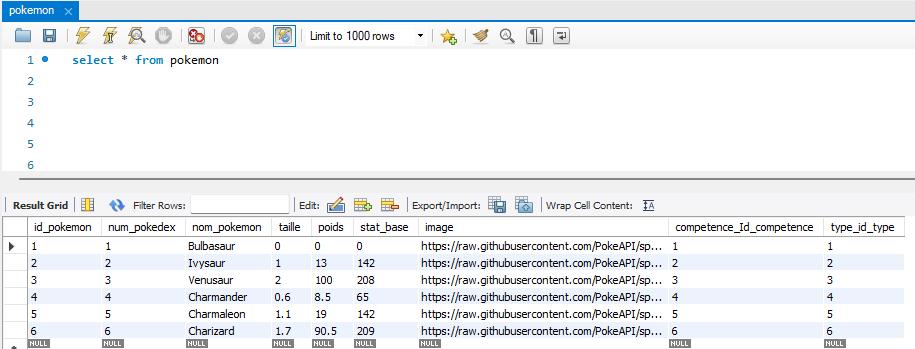 pokemon
Limit to 1000 rows
1 select * from pokemon
2
3
4
5
6
Result Grid Filter Rows: Edit: Export/Import: Wrap Cell Content:
id_pokemon num_pokedex nom_pokemon taille poids stat_base image competence_Id_competence type_id_type
1 1 Bulbasaur 0 0 0 https://raw.githubusercontent.com/PokeAPI/sp... 1 1
2 2 Ivysaur 1 13 142 https://raw.githubusercontent.com/PokeAPI/sp... 2 2
3 3 Venusaur 2 100 208 https://raw.githubusercontent.com/PokeAPI/sp... 3 3
4 4 Charmander 0.6 8.5 65 https://raw.githubusercontent.com/PokeAPI/sp... 4 4
5 5 Charmaleon 1.1 19 142 https://raw.githubusercontent.com/PokeAPI/sp... 5 5
6 6 Charizard 1.7 90.5 209 https://raw.githubusercontent.com/PokeAPI/sp... 6 6
NULL NULL NULL NULL NULL NULL NULL NULL NULL